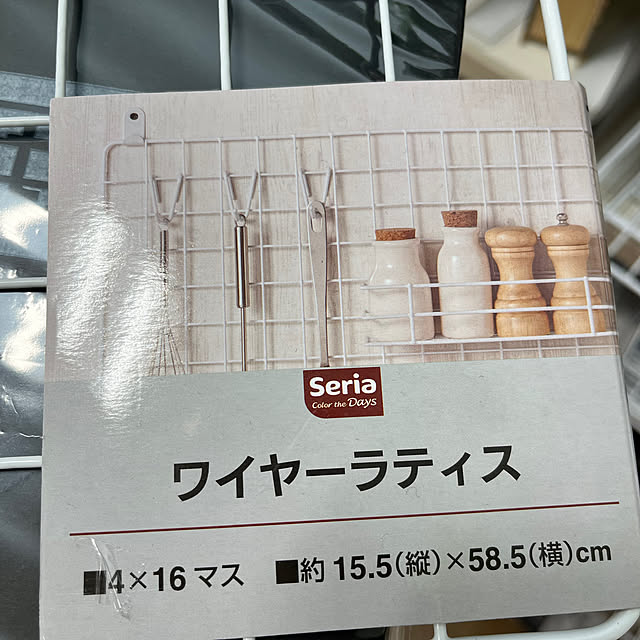 Seria
Color the Days
ワイヤーラティス
■4×16 マス ■約 15.5(縦)×58.5(横)cm